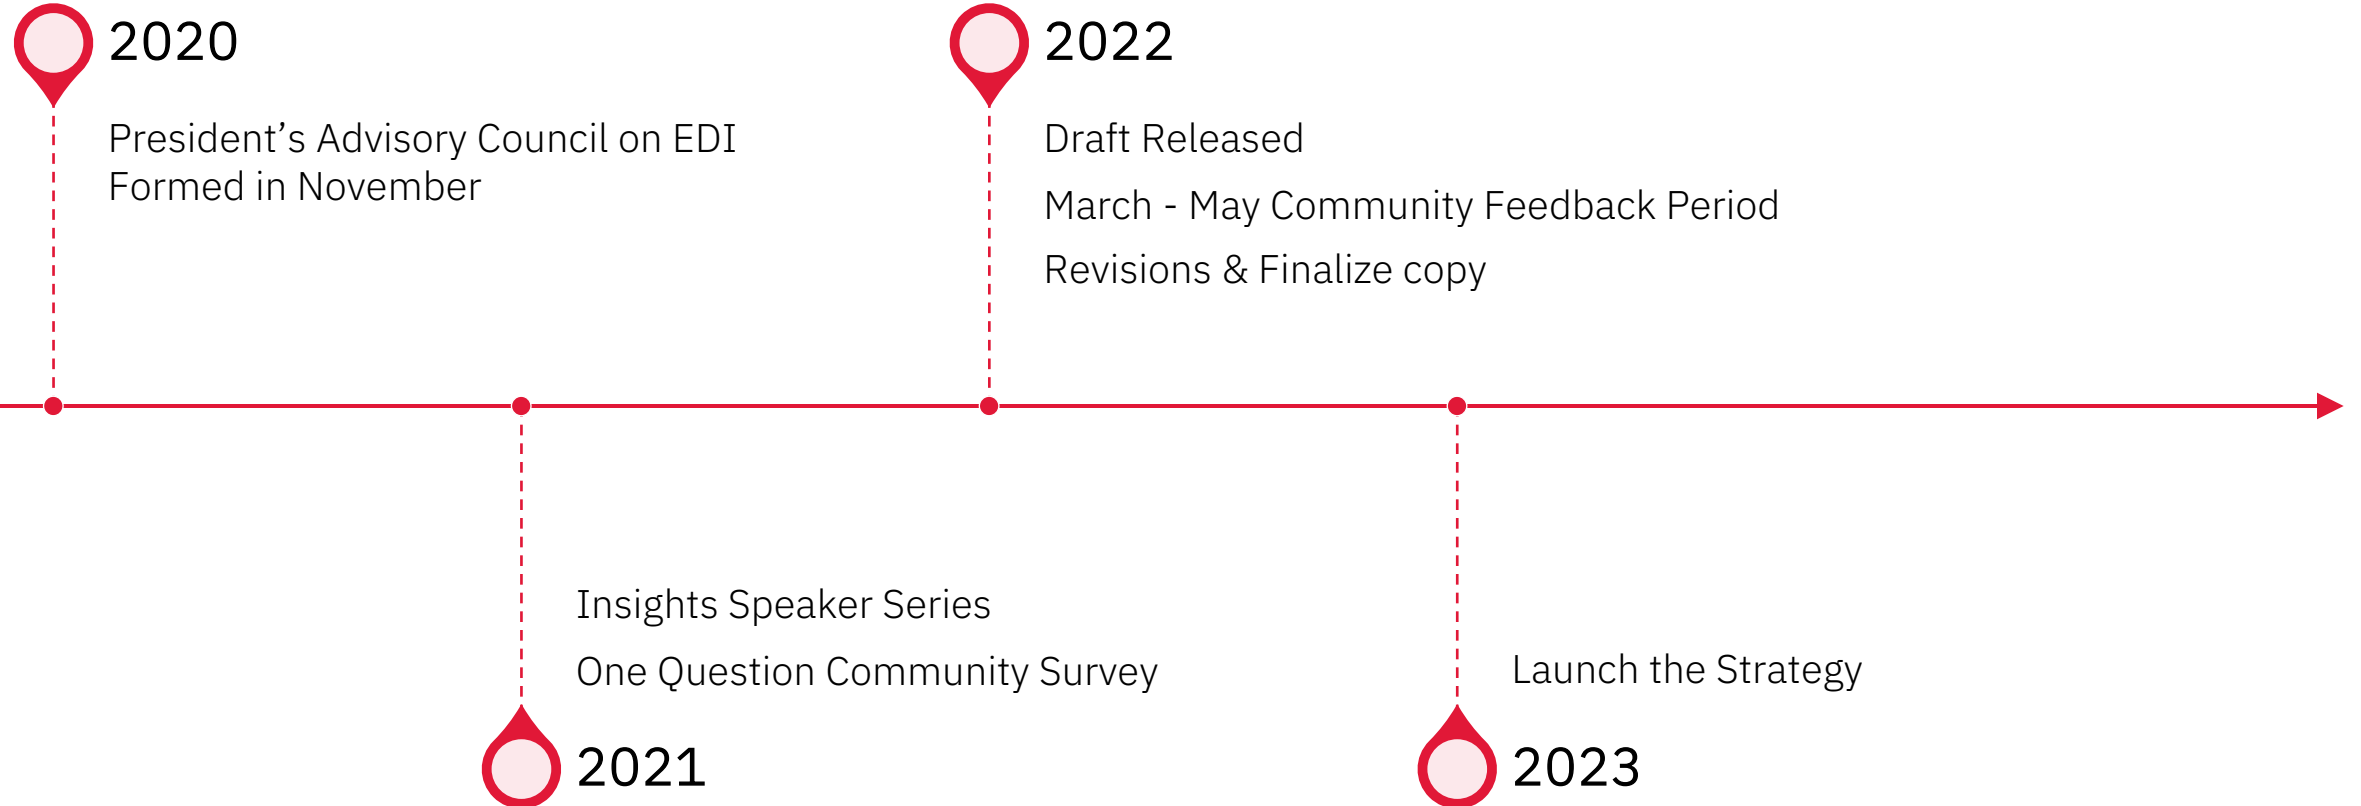 2020
President’s Advisory Council on EDI
Formed in November
2022
Draft Released
March - May Community Feedback Period
Revisions & Finalize copy
Insights Speaker Series
One Question Community Survey
2021
Launch the Strategy
2023